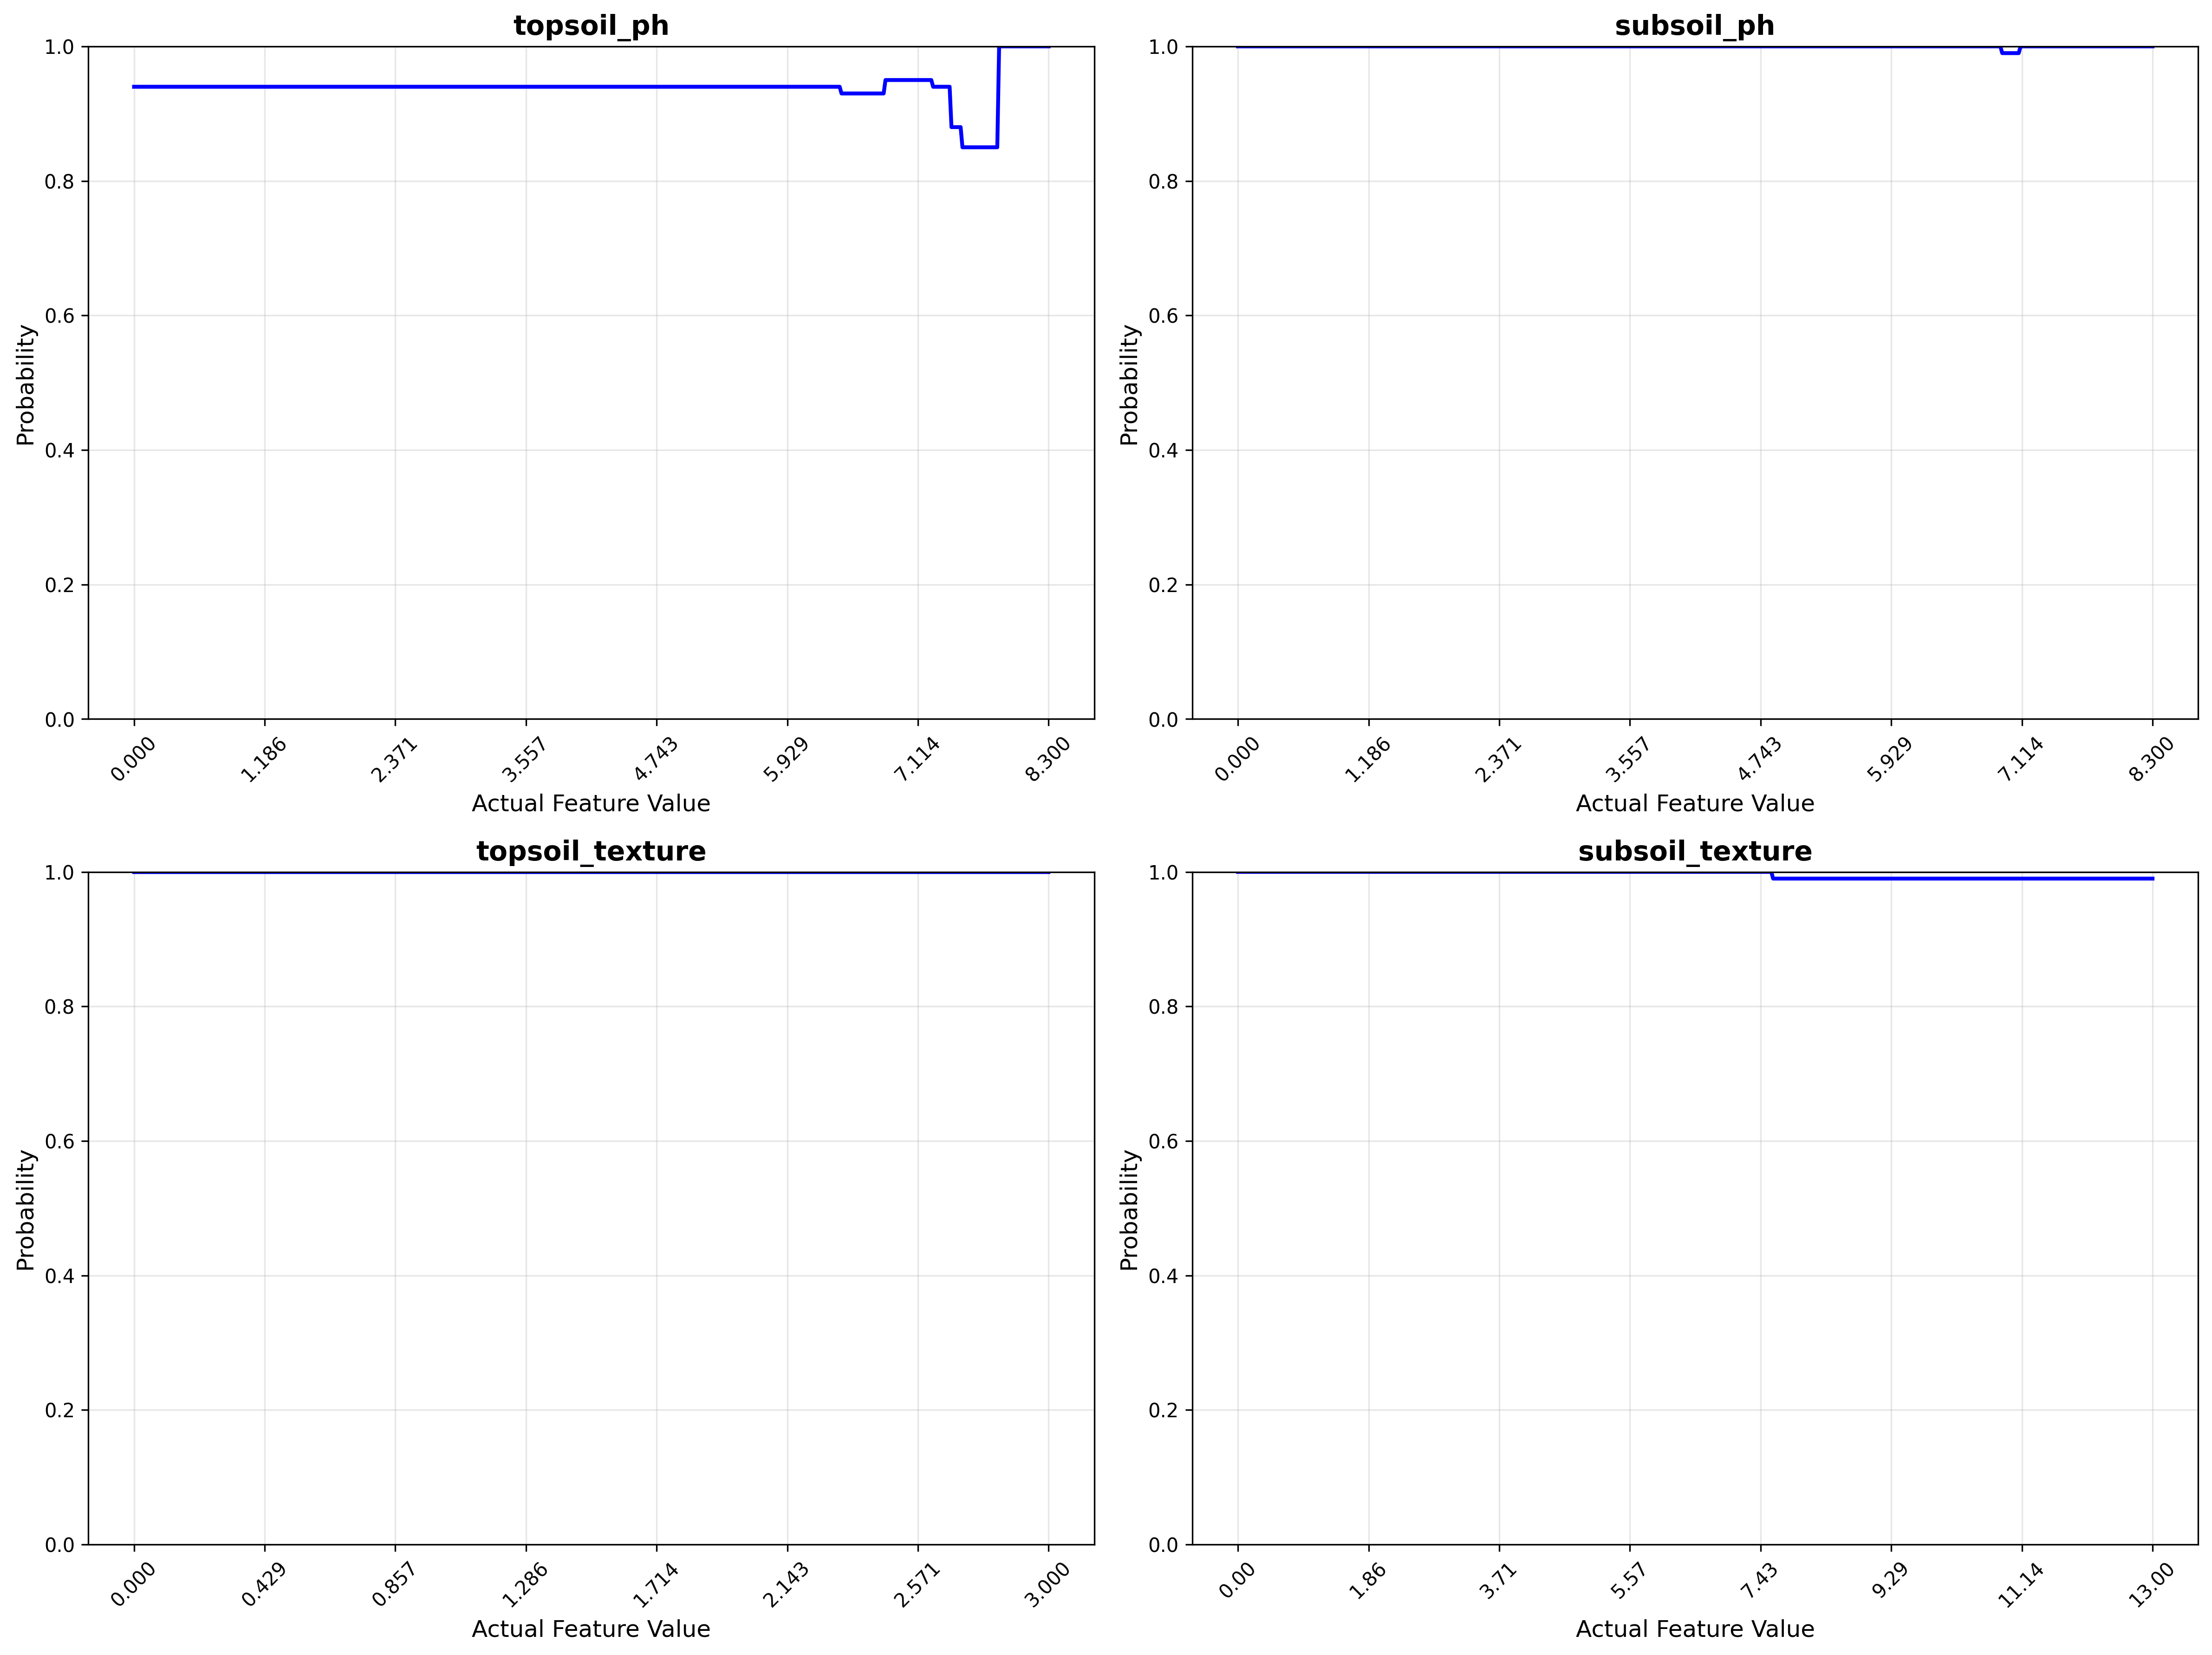 topsoil_ph
1.0
0.8
0.6
0.4
0.2
0.0
Probability
0.000 1.186 2.371 3.557 4.743 5.929 7.114 8.300
Actual Feature Value
subsoil_ph
1.0
0.8
0.6
0.4
0.2
0.0
Probability
0.000 1.186 2.371 3.557 4.743 5.929 7.114 8.300
Actual Feature Value
topsoil_texture
1.0
0.8
0.6
0.4
0.2
0.0
Probability
0.000 0.429 0.857 1.286 1.714 2.143 2.571 3.000
Actual Feature Value
subsoil_texture
1.0
0.8
0.6
0.4
0.2
0.0
Probability
0.00 1.86 3.71 5.57 7.43 9.29 11.14 13.00
Actual Feature Value